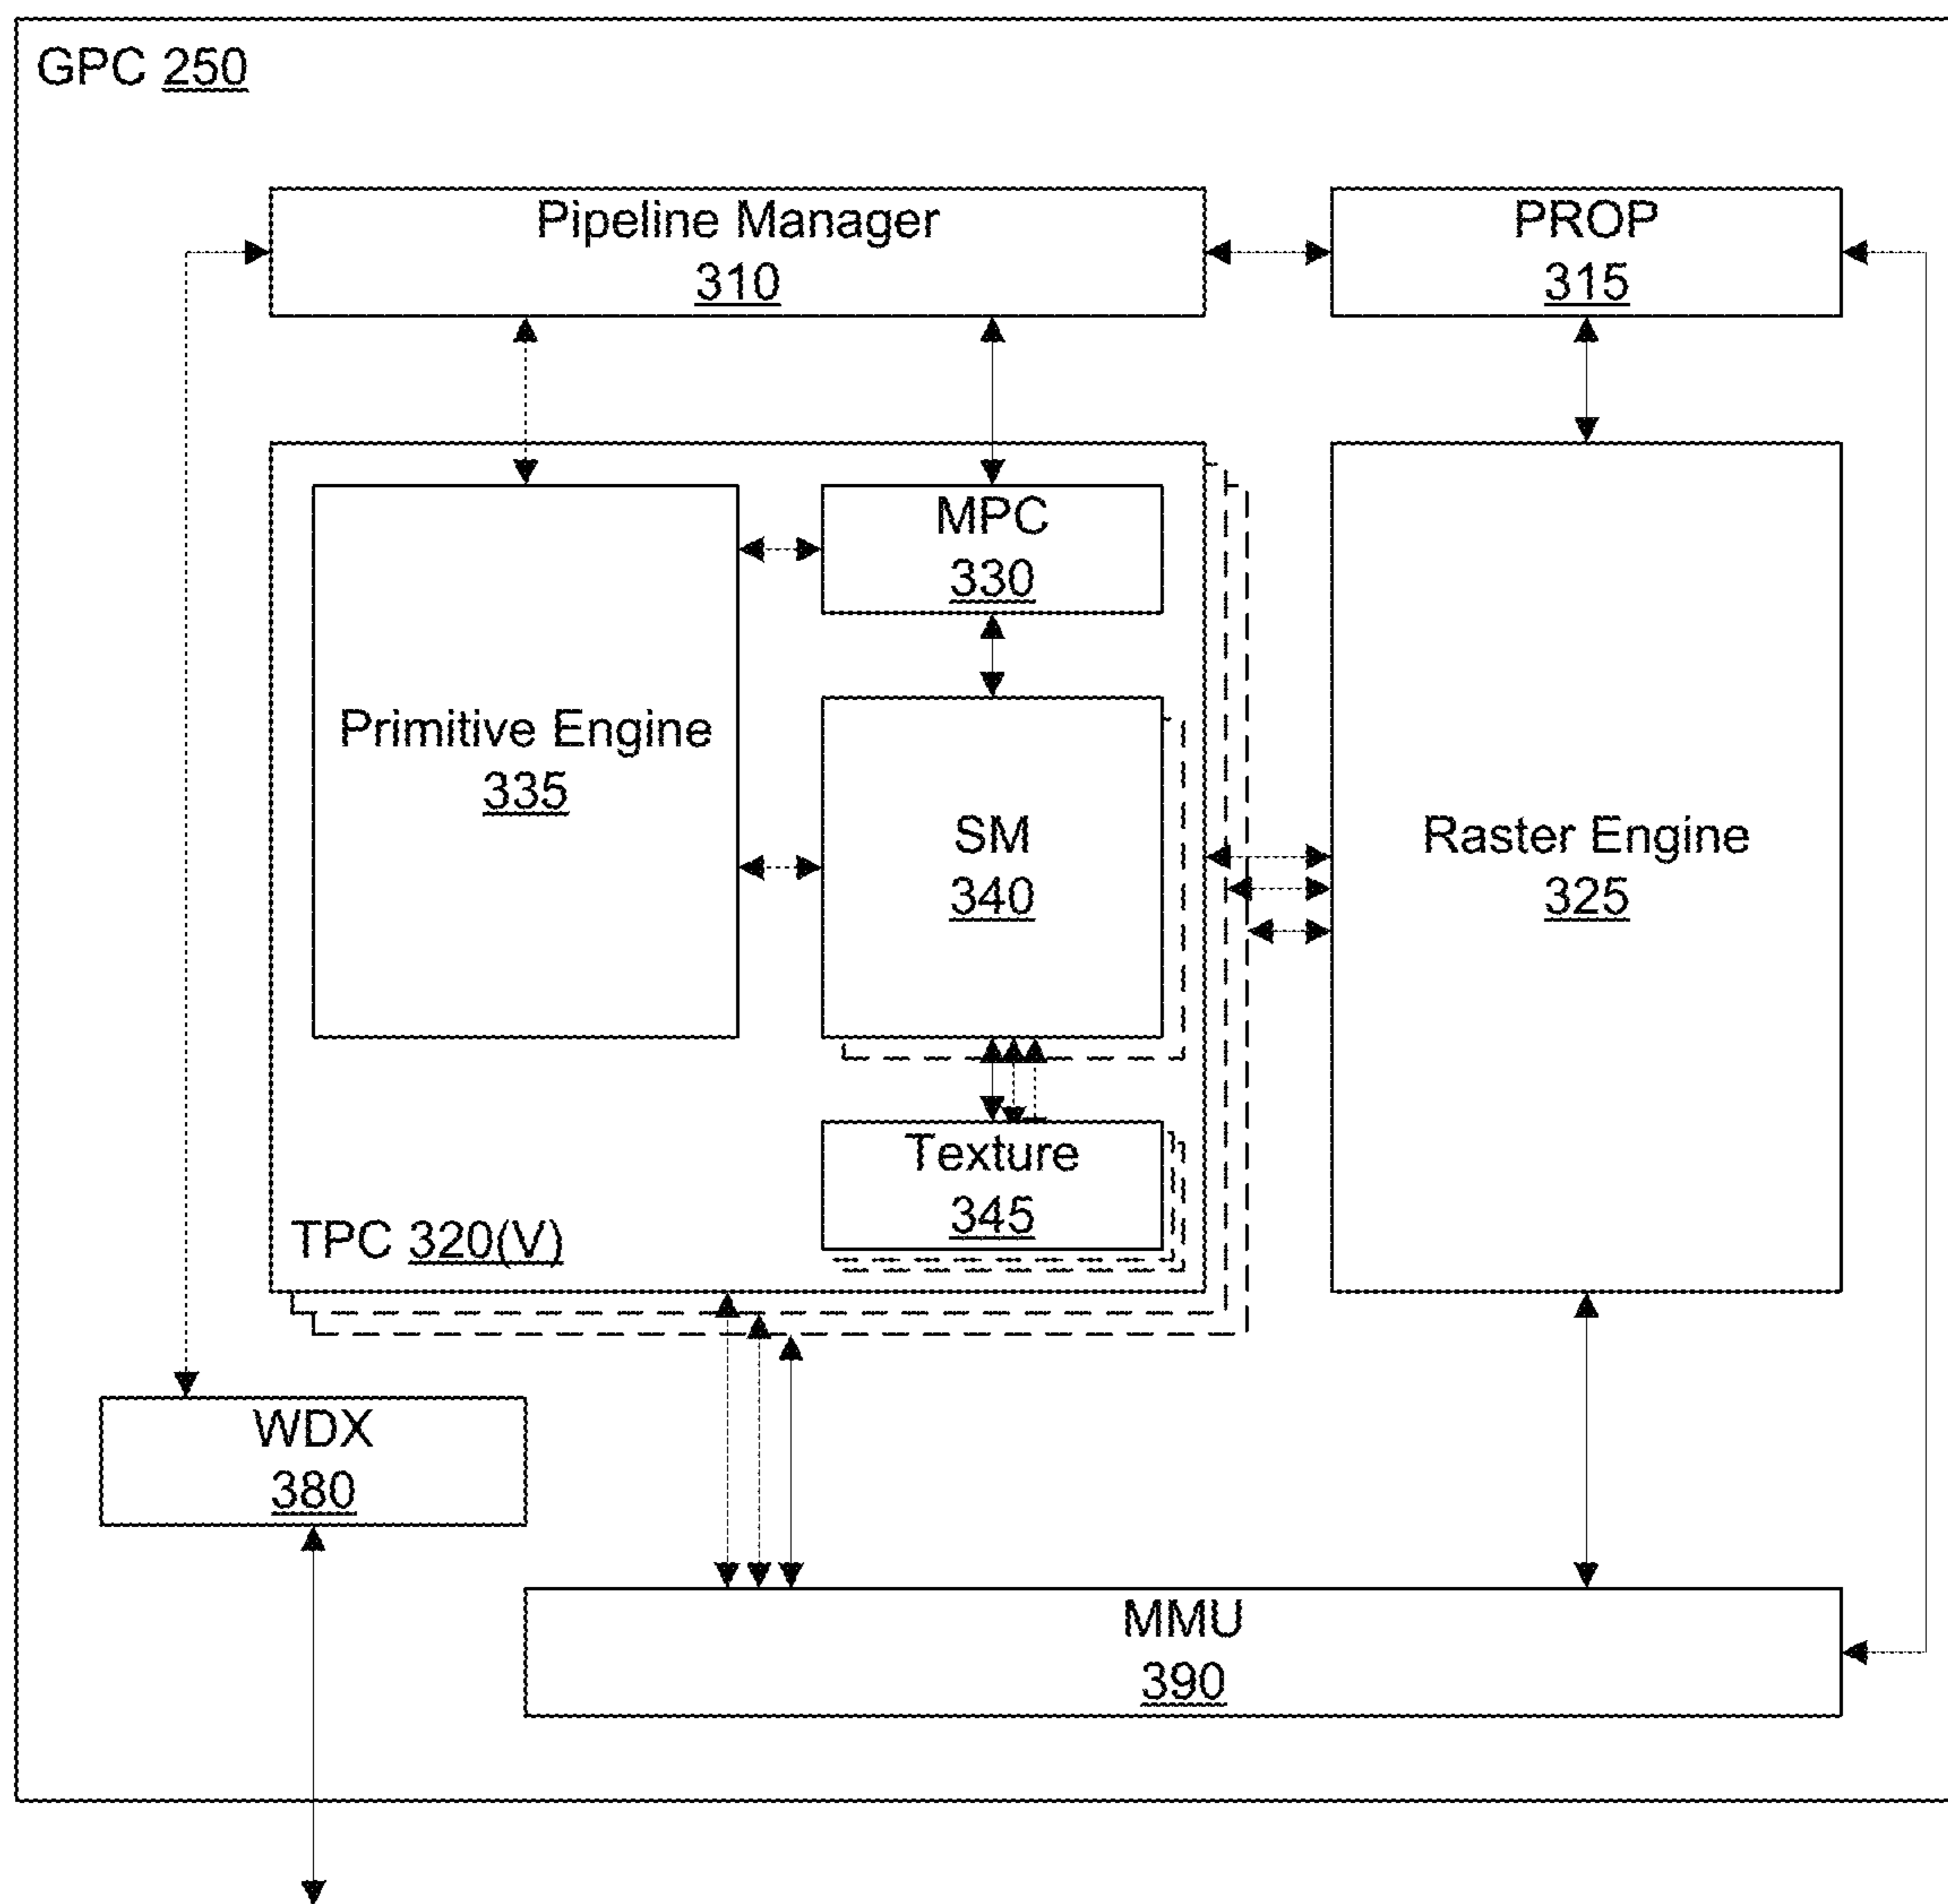 GPC 250
Pipeline Manager
310
PROP
315
MPC
330
Primitive Engine
335
SM
340
Raster Engine
325
Texture
345
TPC 320(V)
WDX
380
MMU
390